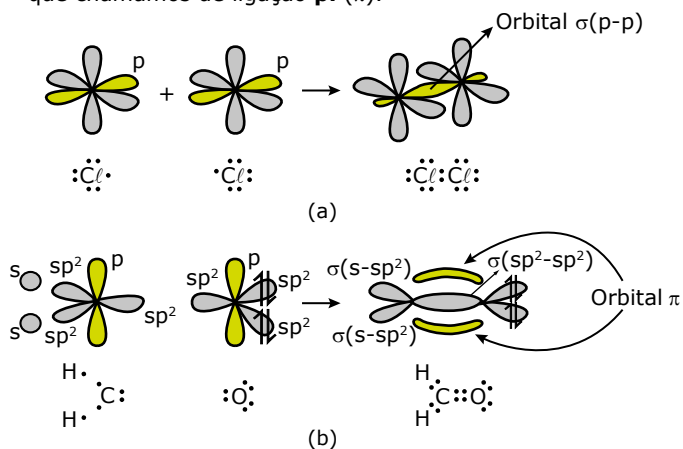 que chamamos de ligação
Orbital σ(p-p)
p
p
+
:Cℓ·
·Cℓ:
:Cℓ:Cℓ:
(a)
s
sp²
p
sp²
sp²
s
sp²
p
sp²
sp²
sp²
σ(s-sp²)
σ(sp²-sp²)
σ(s-sp²)
Orbital π
H·
C:
H·
:O:
H
C::O:
H
(b)